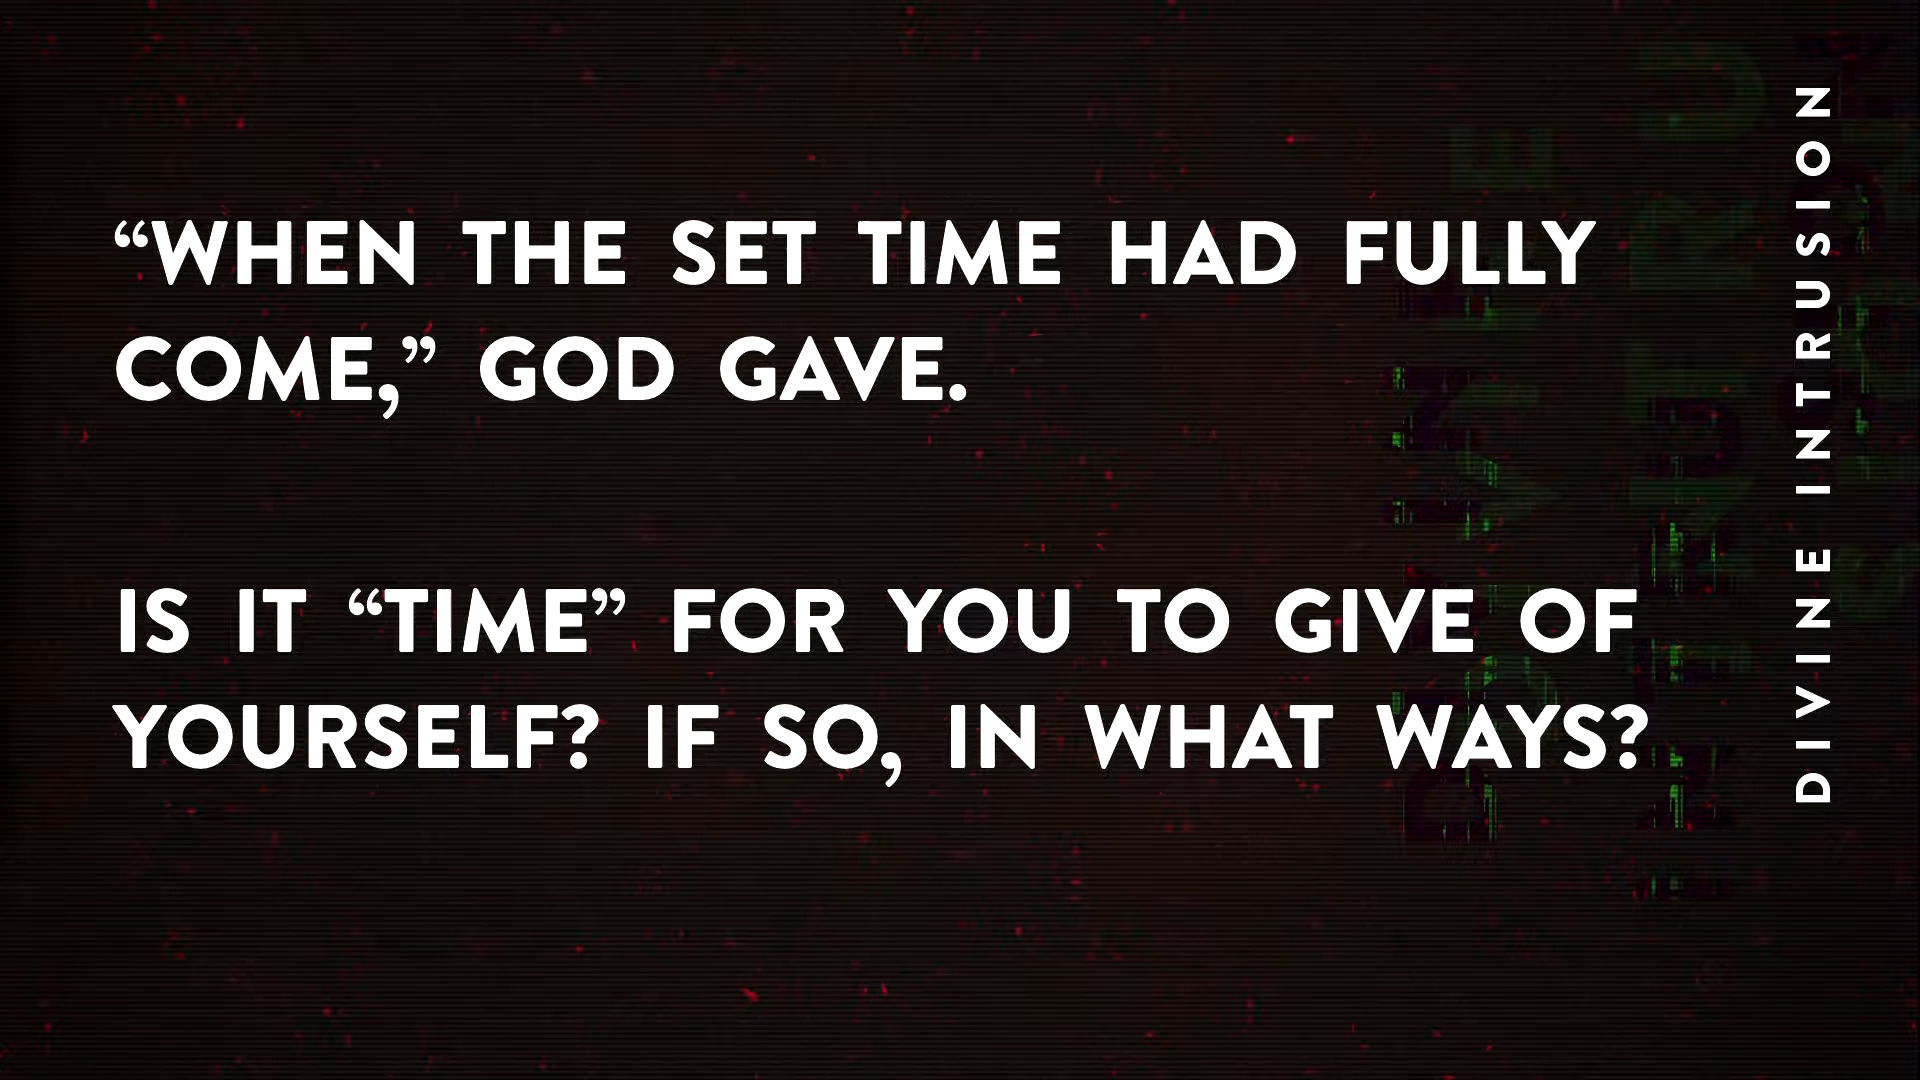 “WHEN THE SET TIME HAD FULLY
COME,” GOD GAVE.
IS IT “TIME” FOR YOU TO GIVE OF
YOURSELF? IF SO, IN WHAT WAYS?
DIVINE INTRUSION